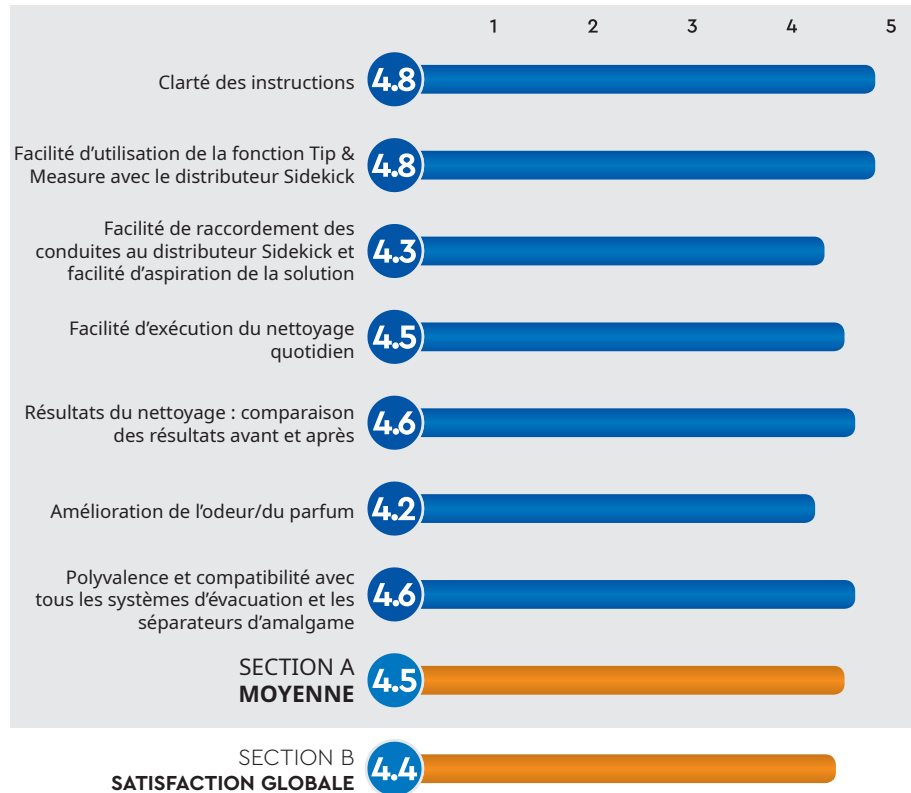 1 2 3 4 5
Clarté des instructions 4.8
Facilité d’utilisation de la fonction Tip &
Measure avec le distributeur Sidekick 4.8
Facilité de raccordement des
conduites au distributeur Sidekick et
facilité d’aspiration de la solution 4.3
Facilité d’exécution du nettoyage
quotidien 4.5
Résultats du nettoyage : comparaison
des résultats avant et après 4.6
Amélioration de l’odeur/du parfum 4.2
Polyvalence et compatibilité avec
tous les systèmes d’évacuation et les
séparateurs d’amalgame 4.6
SECTION A
MOYENNE 4.5
SECTION B
SATISFACTION GLOBALE 4.4